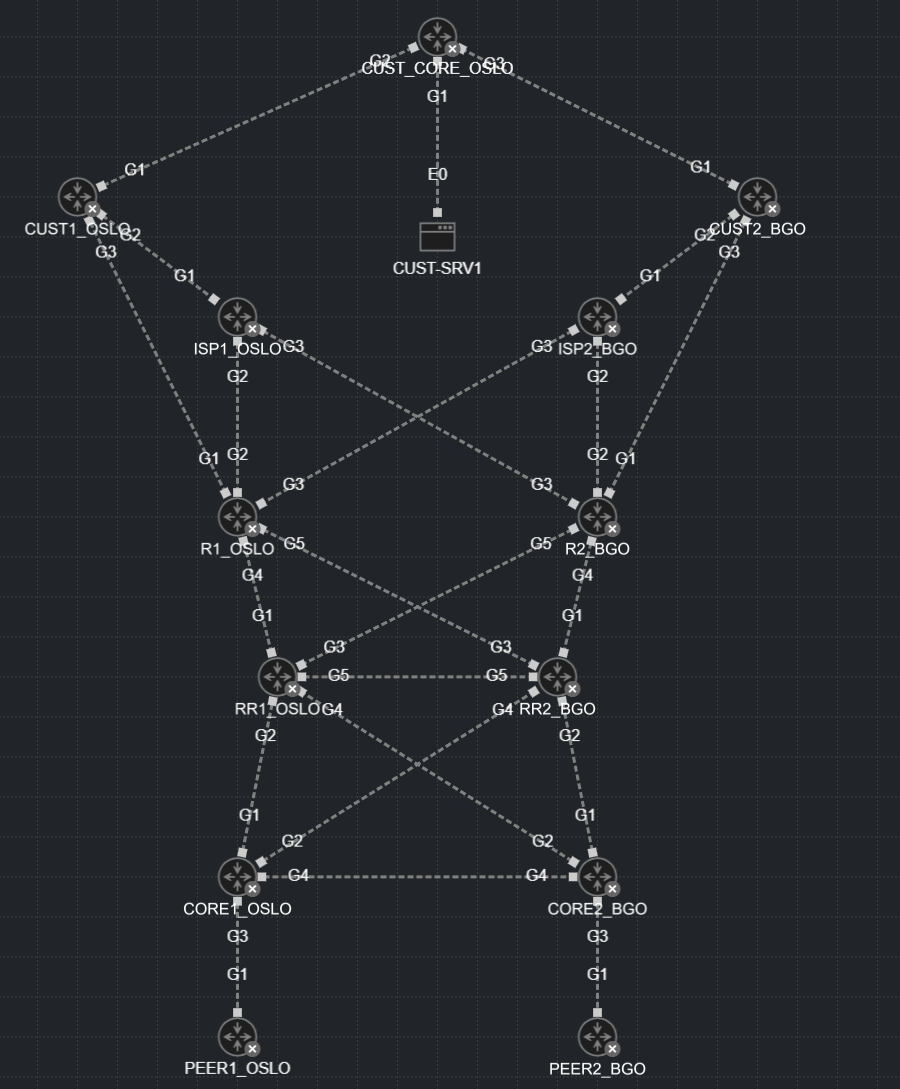 G2
G3
CUST_CORE_OSLO
G1
G1
G1
E0
CUST1_OSLO
G2
G2
CUST2_BGO
G3
G3
CUST-SRV1
G1
G1
ISP1_OSLO
G3
G3
ISP2_BGO
G2
G2
G1
G2
G2
G1
G3
G3
R1_OSLO
G5
G5
R2_BGO
G4
G4
G1
G1
G3
G3
G5
G5
RR1_OSLO
G4
G4
RR2_BGO
G2
G2
G1
G1
G2
G2
G4
G4
CORE1_OSLO
CORE2_BGO
G3
G3
G1
G1
PEER1_OSLO
PEER2_BGO